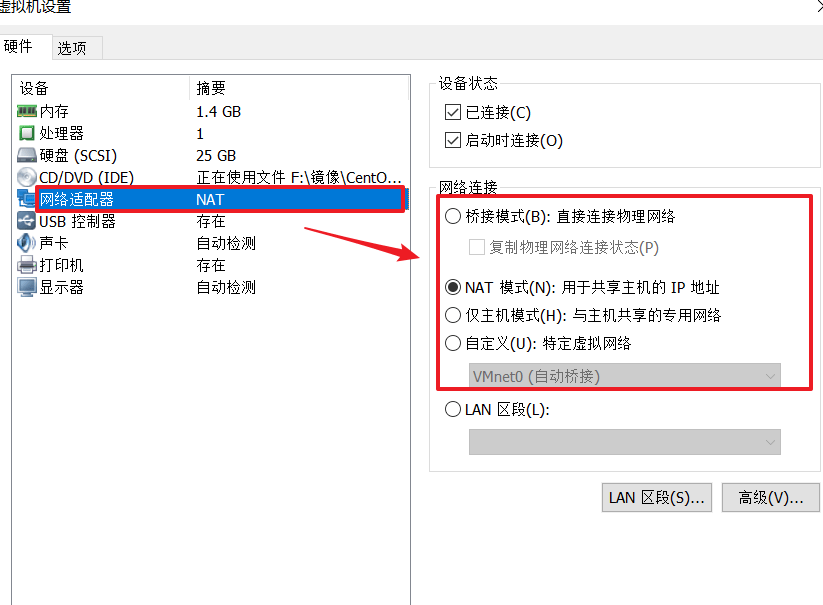 虚拟机设置
硬件 选项
设备 摘要
内存 1.4 GB
处理器 1
硬盘 (SCSI) 25 GB
CD/DVD (IDE) 正在使用文件 F:\镜像\CentO...
网络适配器 NAT
USB 控制器 存在
声卡 自动检测
打印机 存在
显示器 自动检测
设备状态
已连接(C)
启动时连接(O)
网络连接
桥接模式(B): 直接连接物理网络
复制物理网络连接状态(P)
NAT 模式(N): 用于共享主机的 IP 地址
仅主机模式(H): 与主机共享的专用网络
自定义(U): 特定虚拟网络
VMnet0 (自动桥接)
LAN 区段(L):
LAN 区段(S)... 高级(V)...